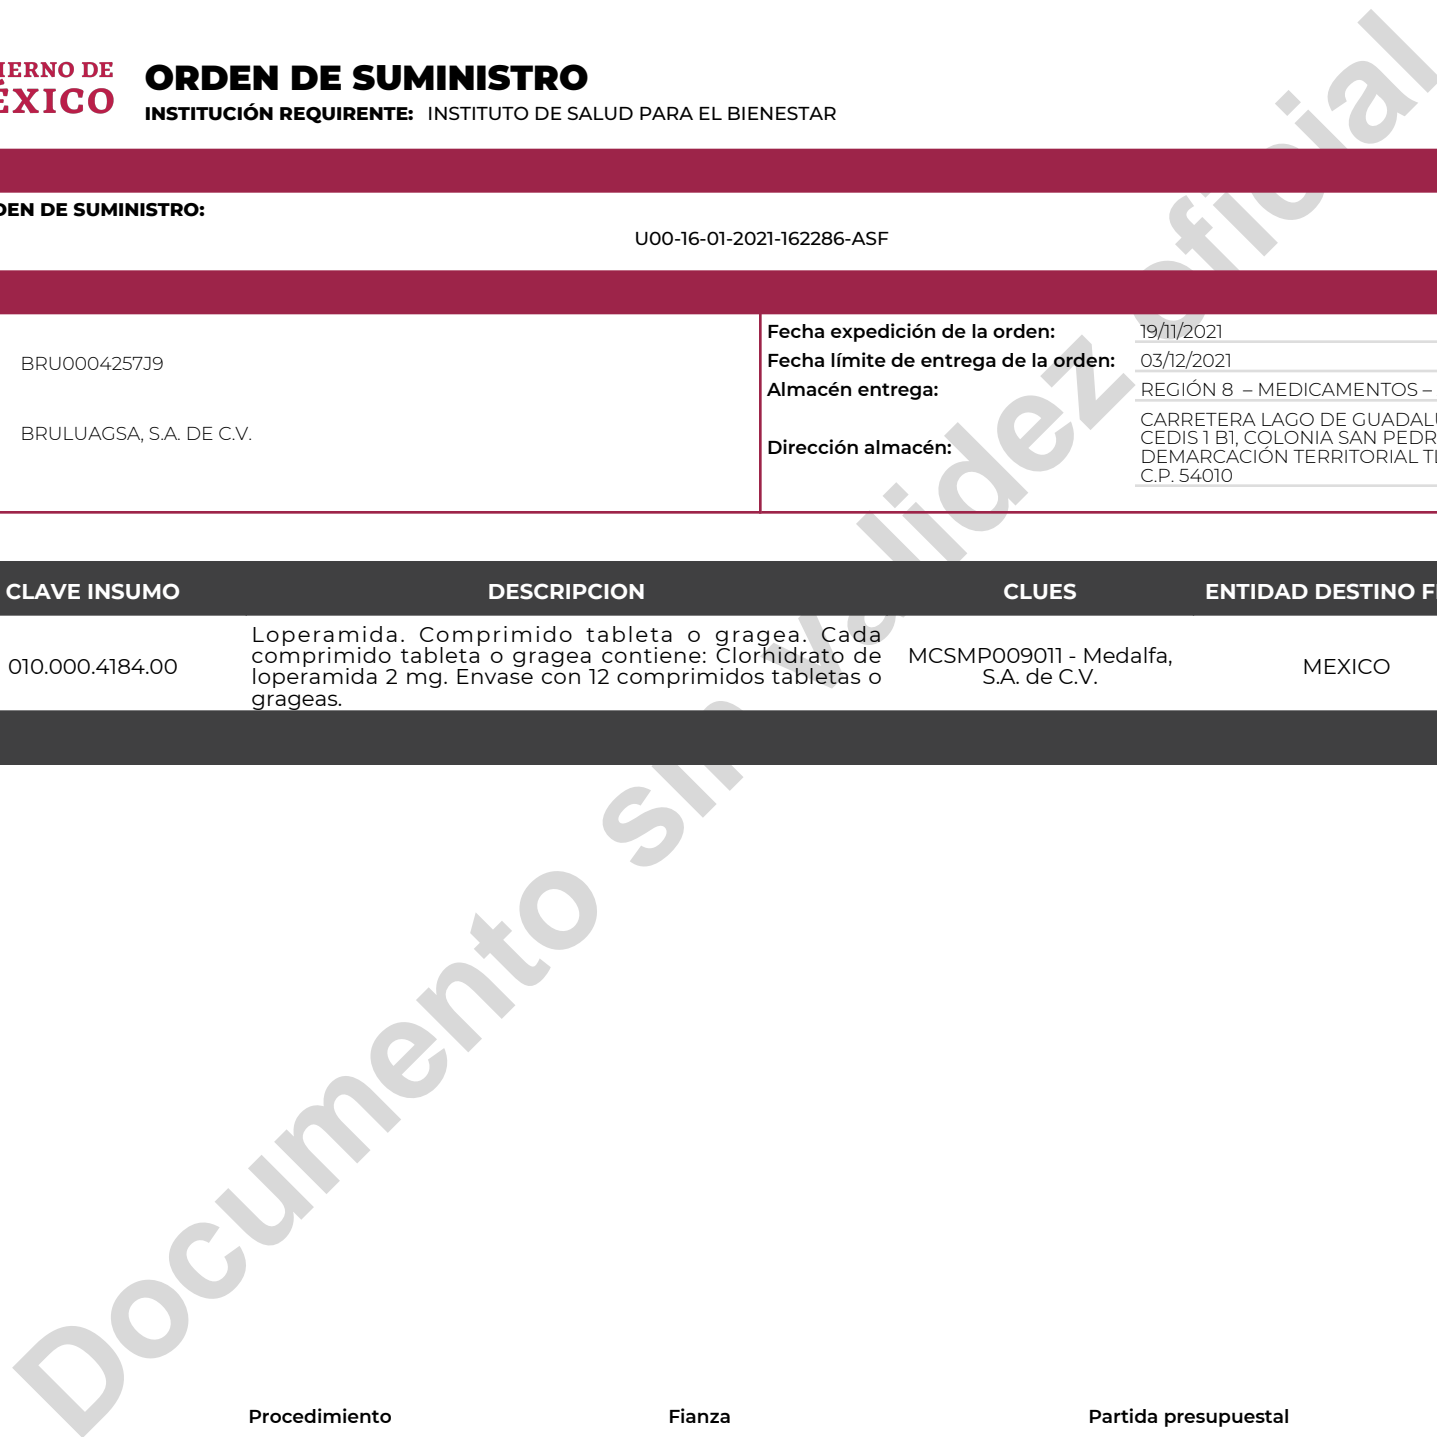 IERNO DE
ÉXICO
ORDEN DE SUMINISTRO
INSTITUCIÓN REQUIRENTE: INSTITUTO DE SALUD PARA EL BIENESTAR
DEN DE SUMINISTRO:
U00-16-01-2021-162286-ASF
BRU0004257J9
BRULUAGSA, S.A. DE C.V.
Fecha expedición de la orden: 19/11/2021
Fecha límite de entrega de la orden: 03/12/2021
Almacén entrega: REGIÓN 8 – MEDICAMENTOS –
Dirección almacén:
CARRETERA LAGO DE GUADALU
CEDIS 1 B1, COLONIA SAN PEDR
DEMARCACIÓN TERRITORIAL TL
C.P. 54010
CLAVE INSUMO DESCRIPCION CLUES ENTIDAD DESTINO F
010.000.4184.00
Loperamida. Comprimido tableta o gragea. Cada
comprimido tableta o gragea contiene: Clorhidrato de
loperamida 2 mg. Envase con 12 comprimidos tabletas o
grageas.
MCSMP009011 - Medalfa,
S.A. de C.V.
MEXICO
Documento sin validez oficial
Procedimiento Fianza Partida presupuestal